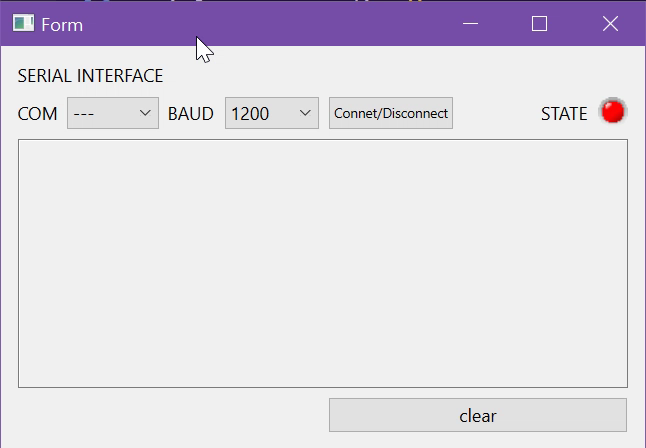 Form
SERIAL INTERFACE
COM --- BAUD 1200 Connet/Disconnect STATE
clear